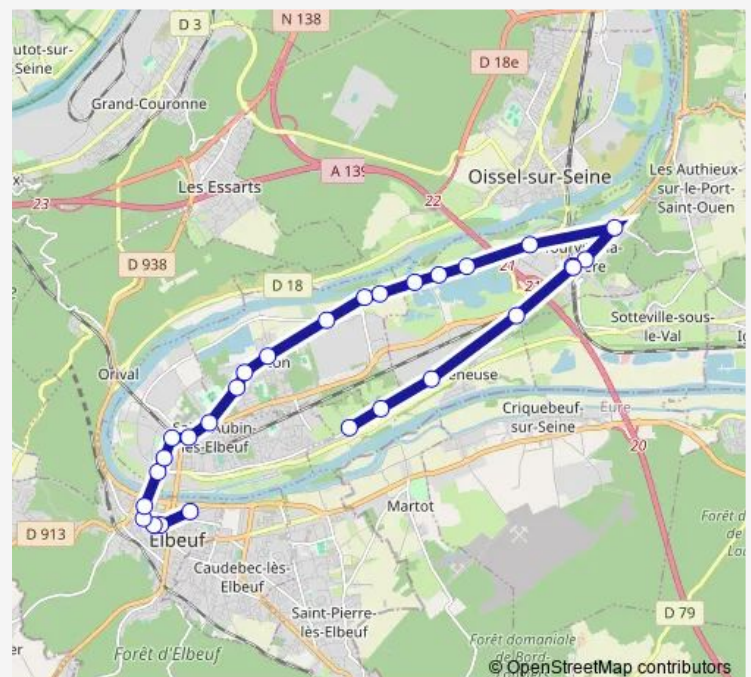 D 3
N 138
utot-sur-
Seine
D 18e
Grand-Couronne
A 139
Les Essarts
Oissel-sur-Seine
Les Authieux-
sur-le-Port-
Saint-Ouen
23
22
D 938
D 18
21
21
Sotteville-sous-
le-Val
Orival
Criquebeuf-
sur-Seine
Eure
20
Martot
D 913
Elbeuf
Caudebec-lès-
Elbeuf
Saint-Pierre-
lès-Elbeuf
D 79
Forêt d'Elbeuf
Forêt domaniale
de Bord-
© OpenStreetMap contributors